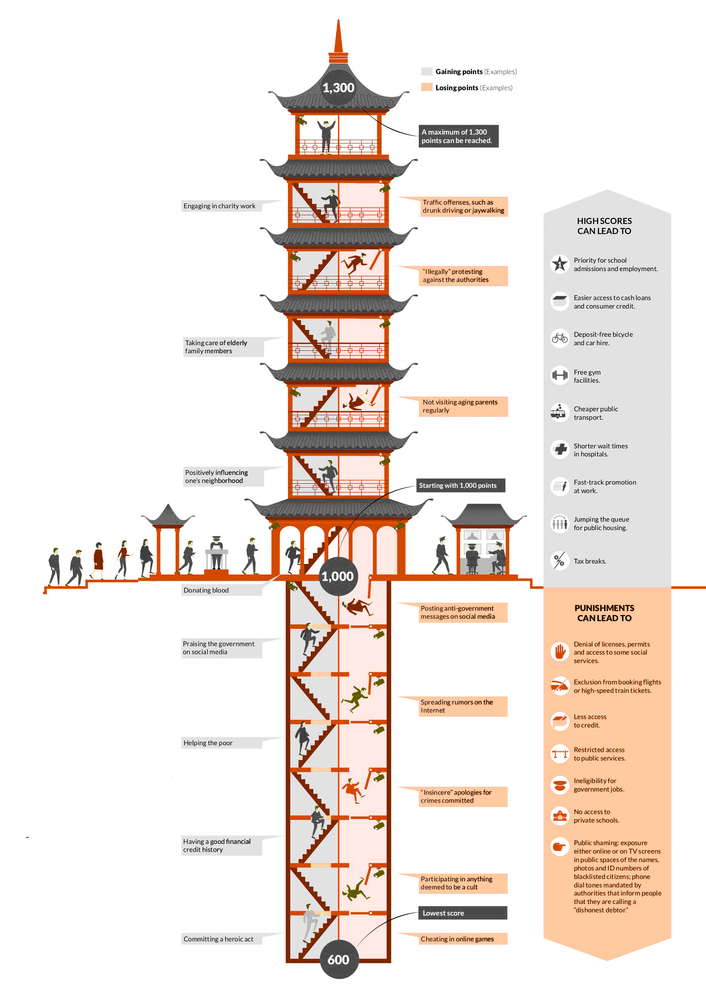 1,300
Gaining points (Examples)
Losing points (Examples)
A maximum of 1,300
points can be reached.
Engaging in charity work
Traffic offenses, such as
drunk driving or jaywalking
"Illegally" protesting
against the authorities
Taking care of elderly
family members
Not visiting aging parents
regularly
Positively influencing
one's neighborhood
Starting with 1,000 points
1,000
Donating blood
Posting anti-government
messages on social media
Praising the government
on social media
Spreading rumors on the
Internet
Helping the poor
"Insincere" apologies for
crimes committed
Having a good financial
credit history
Participating in anything
deemed to be a cult
Lowest score
Committing a heroic act
Cheating in online games
600
HIGH SCORES
CAN LEAD TO
1
Priority for school
admissions and employment.
Easier access to cash loans
and consumer credit.
Deposit-free bicycle
and car hire.
Free gym
facilities.
Cheaper public
transport.
Shorter wait times
in hospitals.
Fast-track promotion
at work.
Jumping the queue
for public housing.
%
Tax breaks.
PUNISHMENTS
CAN LEAD TO
Denial of licenses, permits
and access to some social
services.
Exclusion from booking flights
or high-speed train tickets.
Less access
to credit.
Restricted access
to public services.
Ineligibility for
government jobs.
No access to
private schools.
Public shaming: exposure
either online or on TV screens
in public spaces of the names,
photos and ID numbers of
blacklisted citizens; phone
dial tones mandated by
authorities that inform people
that they are calling a
"dishonest debtor."